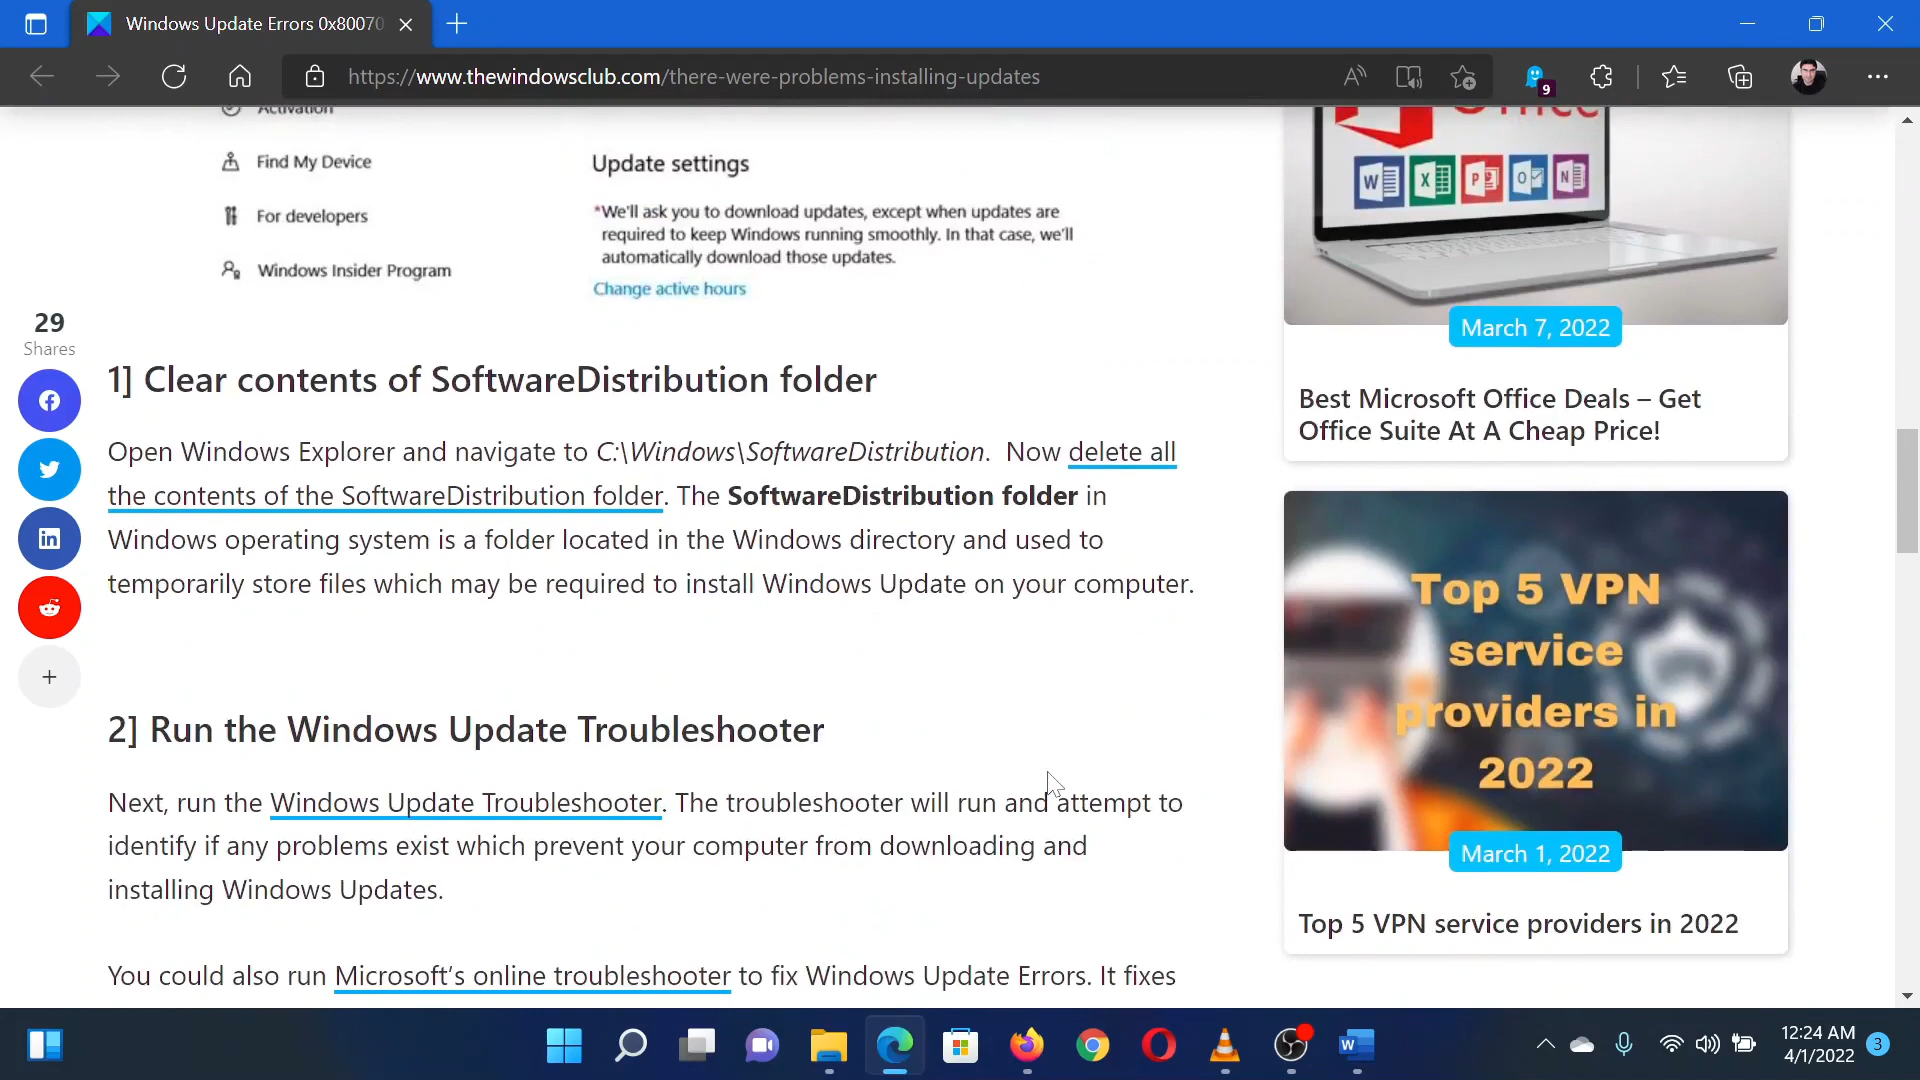 Windows Update Errors 0x80070
https://www.thewindowsclub.com/there-were-problems-installing-updates
9
Activation
Find My Device
For developers
Windows Insider Program
Update settings
*We'll ask you to download updates, except when updates are
required to keep Windows running smoothly. In that case, we'll
automatically download those updates.
Change active hours
29
Shares
1] Clear contents of SoftwareDistribution folder
Open Windows Explorer and navigate to C:\Windows\SoftwareDistribution.  Now delete all
the contents of the SoftwareDistribution folder. The SoftwareDistribution folder in
Windows operating system is a folder located in the Windows directory and used to
temporarily store files which may be required to install Windows Update on your computer.
2] Run the Windows Update Troubleshooter
Next, run the Windows Update Troubleshooter. The troubleshooter will run and attempt to
identify if any problems exist which prevent your computer from downloading and
installing Windows Updates.
You could also run Microsoft's online troubleshooter to fix Windows Update Errors. It fixes
Office
March 7, 2022
Best Microsoft Office Deals – Get
Office Suite At A Cheap Price!
Top 5 VPN
service
providers in
2022
March 1, 2022
Top 5 VPN service providers in 2022
12:24 AM
4/1/2022
3